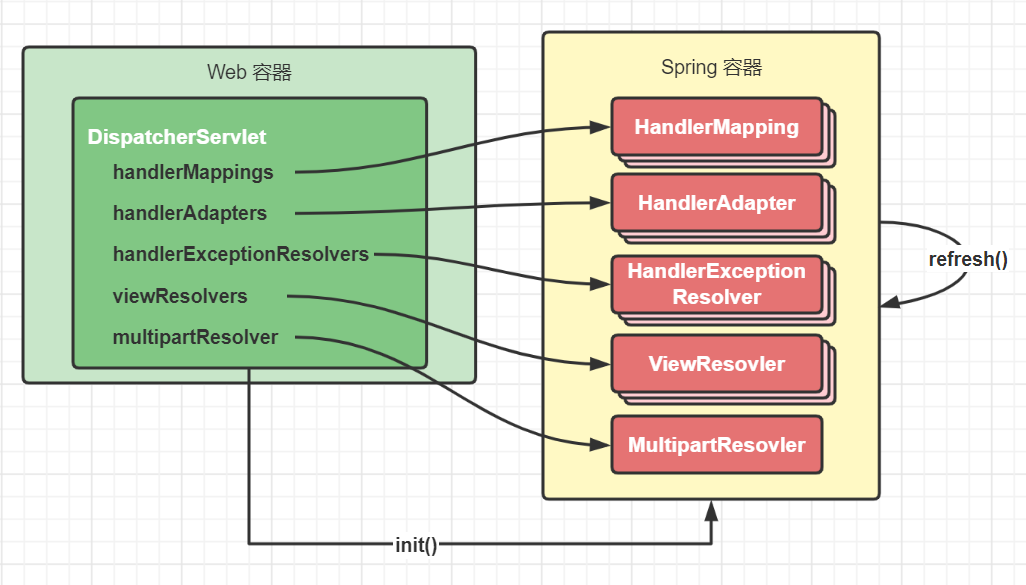 Web 容器
DispatcherServlet
handlerMappings
handlerAdapters
handlerExceptionResolvers
viewResolvers
multipartResolver
Spring 容器
HandlerMapping
HandlerAdapter
HandlerException
Resolver
ViewResovler
MultipartResovler
refresh()
init()